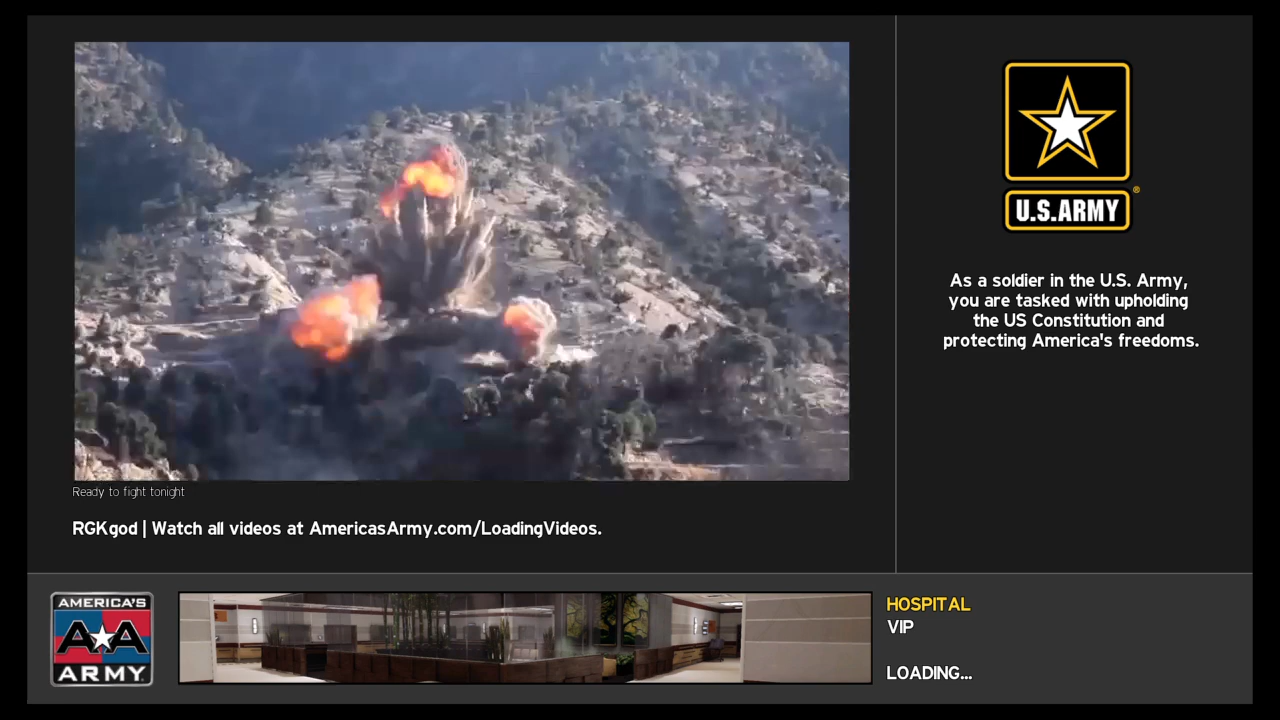 U.S.ARMY
®
As a soldier in the U.S. Army,
you are tasked with upholding
the US Constitution and
protecting America's freedoms.
Ready to fight tonight
RGKgod | Watch all videos at AmericasArmy.com/LoadingVideos.
AMERICA'S
AA
ARMY
HOSPITAL
VIP
LOADING...